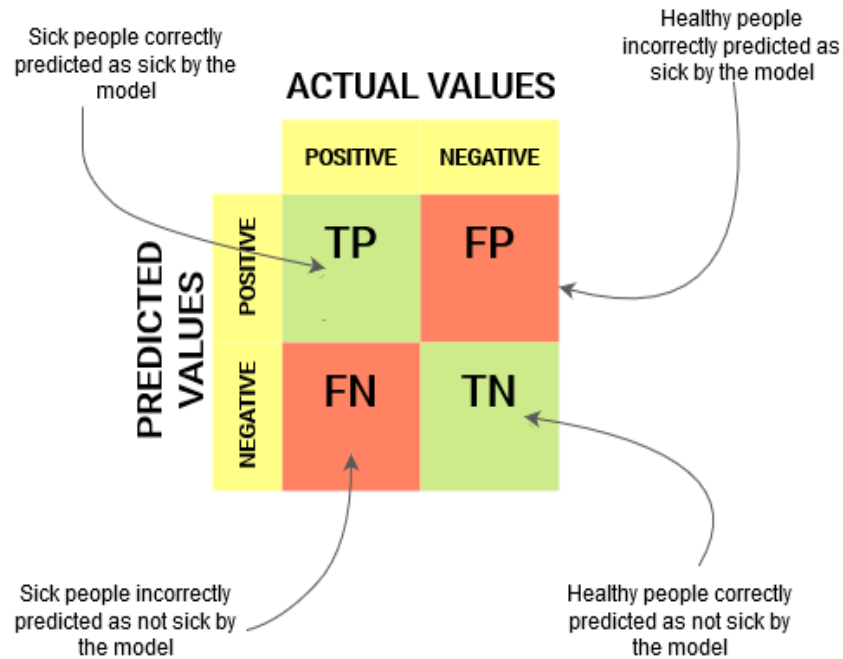 Sick people correctly
predicted as sick by the
model
Healthy people
incorrectly predicted as
sick by the model
ACTUAL VALUES
POSITIVE
NEGATIVE
PREDICTED
VALUES
POSITIVE
TP
FP
NEGATIVE
FN
TN
Sick people incorrectly
predicted as not sick by
the model
Healthy people correctly
predicted as not sick by
the model